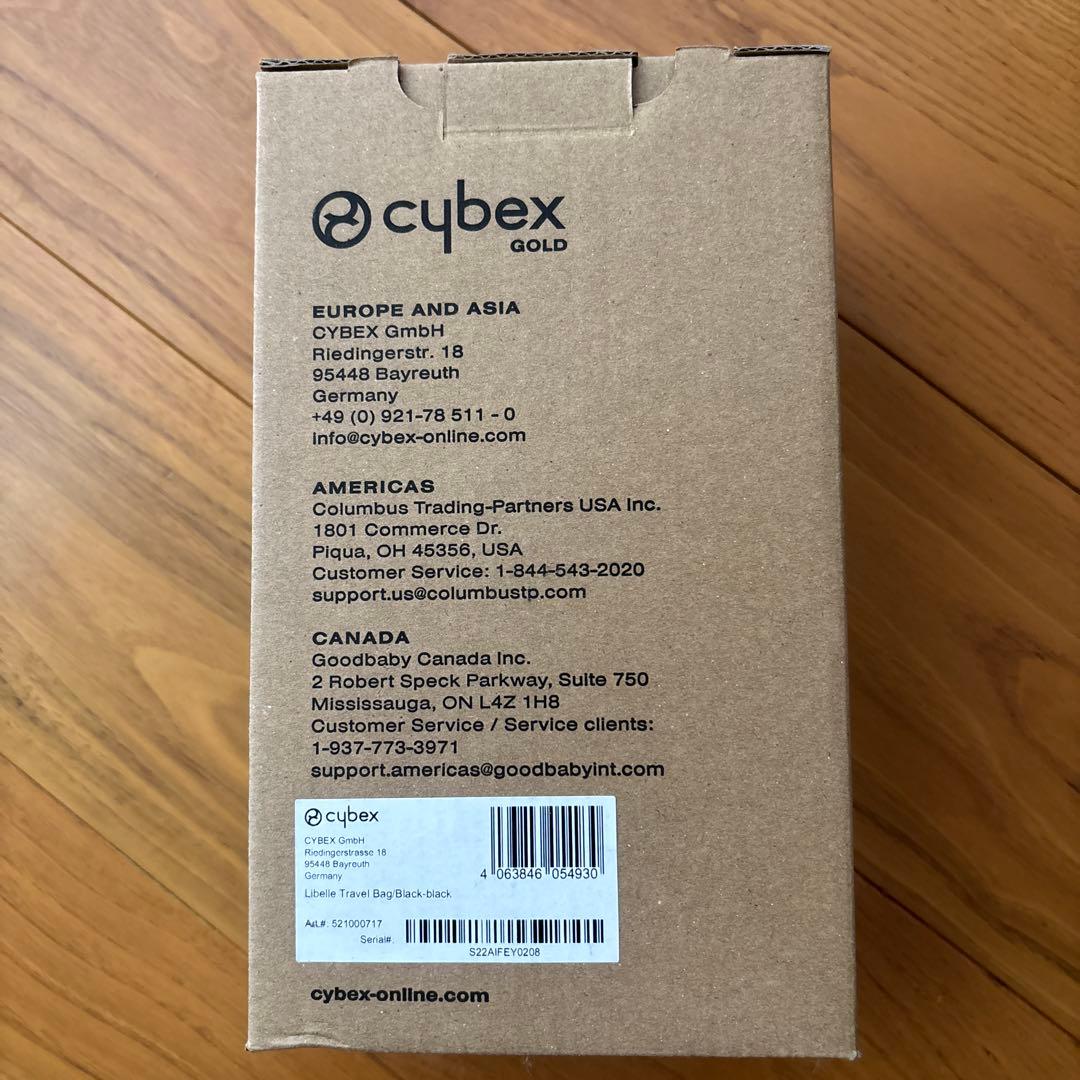 cybex
GOLD
EUROPE AND ASIA
CYBEX GmbH
Riedingerstr. 18
95448 Bayreuth
Germany
+49 (0) 921-78 511 - 0
info@cybex-online.com
AMERICAS
Columbus Trading-Partners USA Inc.
1801 Commerce Dr.
Piqua, OH 45356, USA
Customer Service: 1-844-543-2020
support.us@columbustp.com
CANADA
Goodbaby Canada Inc.
2 Robert Speck Parkway, Suite 750
Mississauga, ON L4Z 1H8
Customer Service / Service clients:
1-937-773-3971
support.americas@goodbabyint.com
cybex
CYBEX GmbH
Riedingerstrasse 18
95448 Bayreuth
Germany
4 063846 054930
Libelle Travel Bag/Black-black
Art.#: 521000717
Serial#:
S22AIFEY0208
cybex-online.com